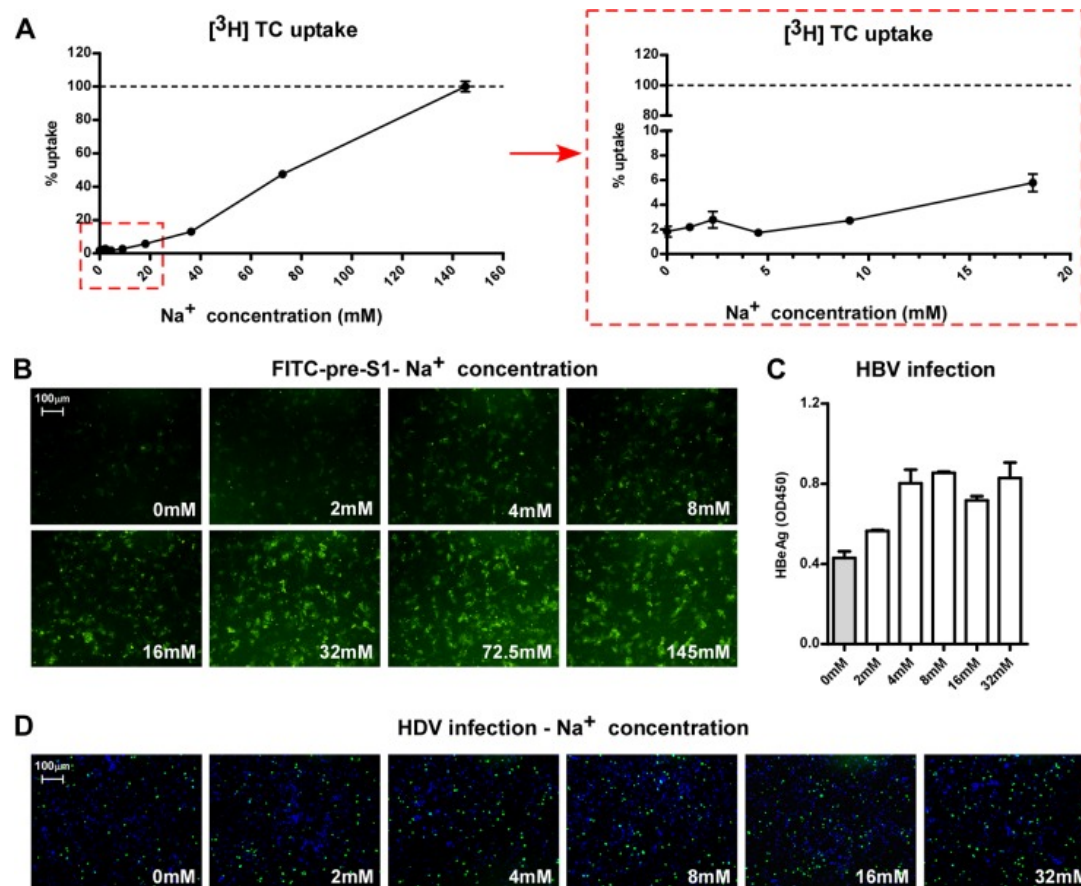 A
[³H] TC uptake
120
100
80
60
40
20
0
% uptake
0
20
40
60
80
100
120
140
160
Na⁺ concentration (mM)
[³H] TC uptake
120
100
80
10
8
6
4
2
0
% uptake
0
5
10
15
20
Na⁺ concentration (mM)
B
FITC-pre-S1- Na⁺ concentration
100μm
0mM
2mM
4mM
8mM
16mM
32mM
72.5mM
145mM
C
HBV infection
HBeAg (OD450)
1.2
0.8
0.4
0.0
0mM
2mM
4mM
8mM
16mM
32mM
D
HDV infection - Na⁺ concentration
100μm
0mM
2mM
4mM
8mM
16mM
32mM